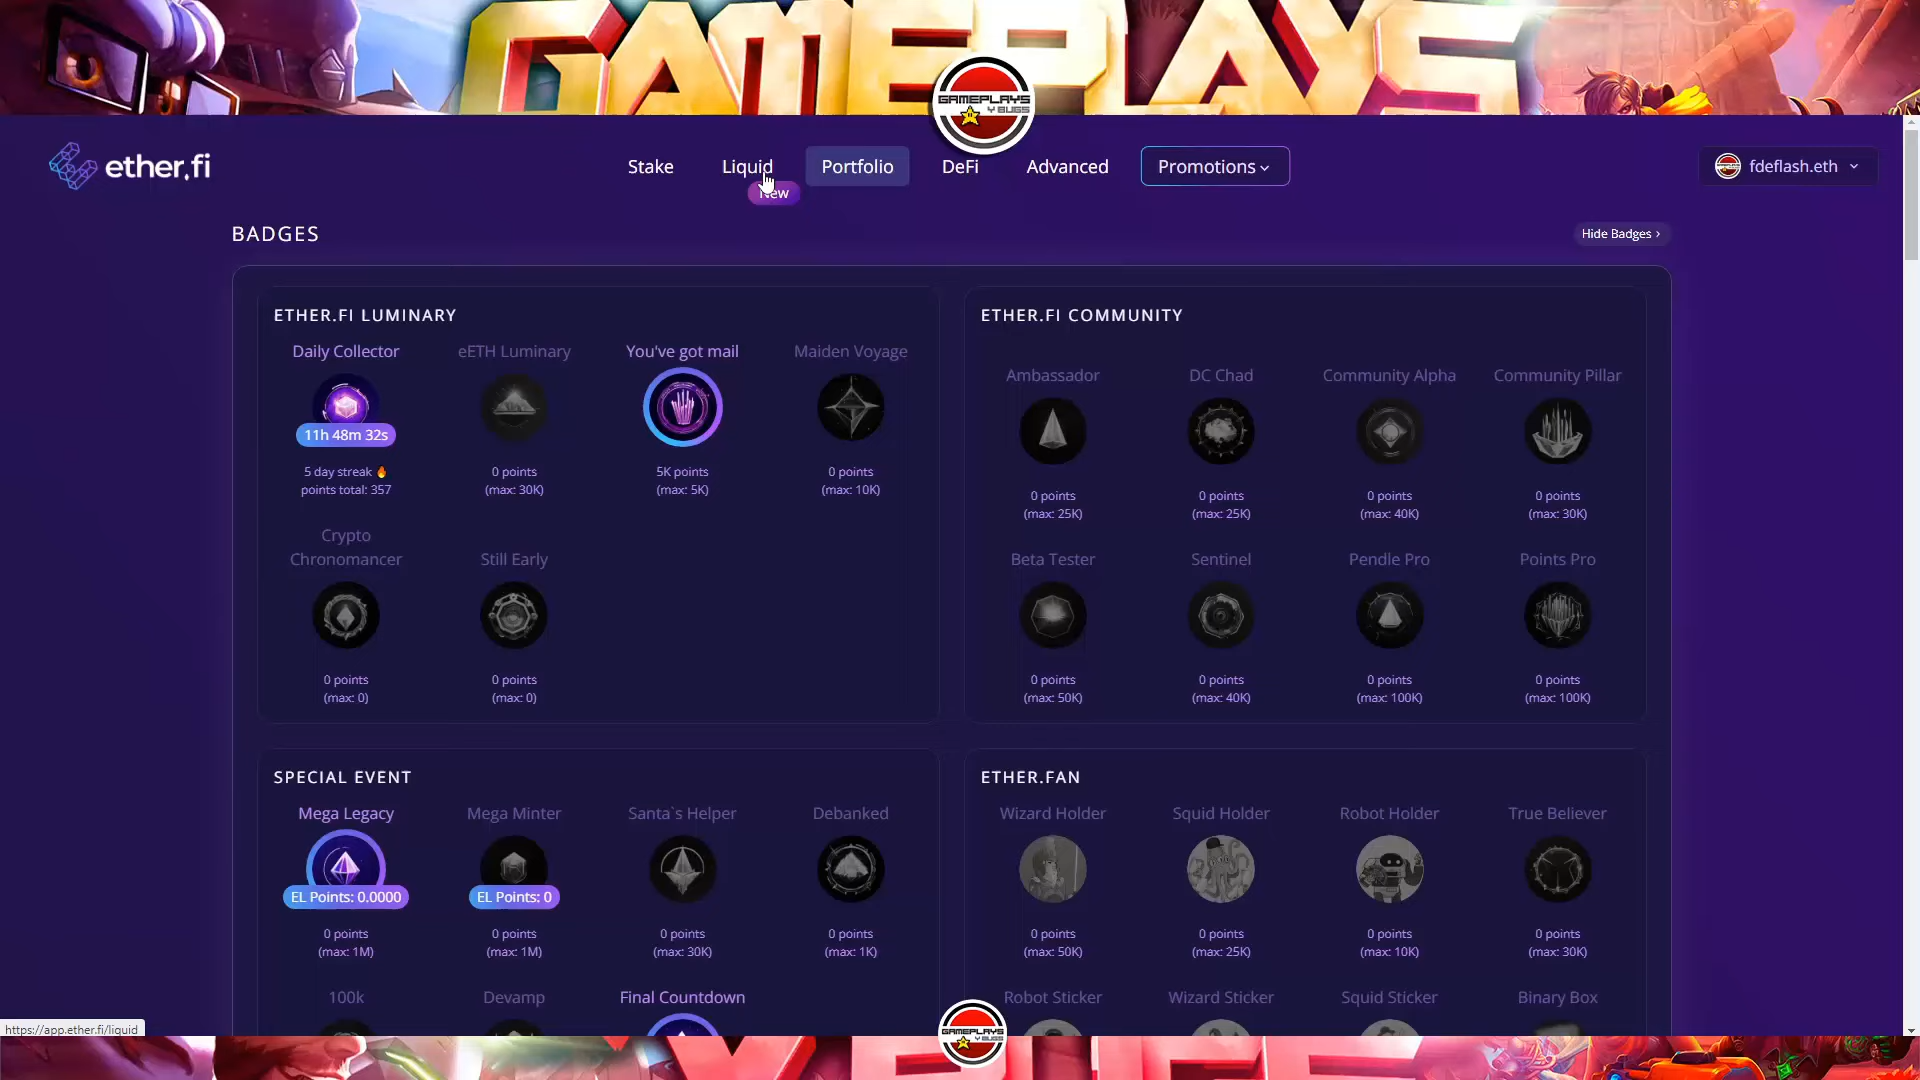 GAMEPLAYS
GAMEPLAYS
Y BUGS
ether.fi
Stake
Liquid
New
Portfolio
DeFi
Advanced
Promotions
fdeflash.eth
BADGES
Hide Badges
ETHER.FI LUMINARY
Daily Collector
eETH Luminary
You've got mail
Maiden Voyage
11h 48m 32s
5 day streak 🔥
points total: 357
0 points
(max: 30K)
5K points
(max: 5K)
0 points
(max: 10K)
Crypto
Chronomancer
Still Early
0 points
(max: 0)
0 points
(max: 0)
ETHER.FI COMMUNITY
Ambassador
DC Chad
Community Alpha
Community Pillar
0 points
(max: 25K)
0 points
(max: 25K)
0 points
(max: 40K)
0 points
(max: 30K)
Beta Tester
Sentinel
Pendle Pro
Points Pro
0 points
(max: 50K)
0 points
(max: 40K)
0 points
(max: 100K)
0 points
(max: 100K)
SPECIAL EVENT
Mega Legacy
Mega Minter
Santa`s Helper
Debanked
EL Points: 0.0000
EL Points: 0
0 points
(max: 1M)
0 points
(max: 1M)
0 points
(max: 30K)
0 points
(max: 1K)
100k
Devamp
Final Countdown
ETHER.FAN
Wizard Holder
Squid Holder
Robot Holder
True Believer
0 points
(max: 50K)
0 points
(max: 25K)
0 points
(max: 10K)
0 points
(max: 30K)
Robot Sticker
Wizard Sticker
Squid Sticker
Binary Box
https://app.ether.fi/liquid
GAMEPLAYS
Y BUGS